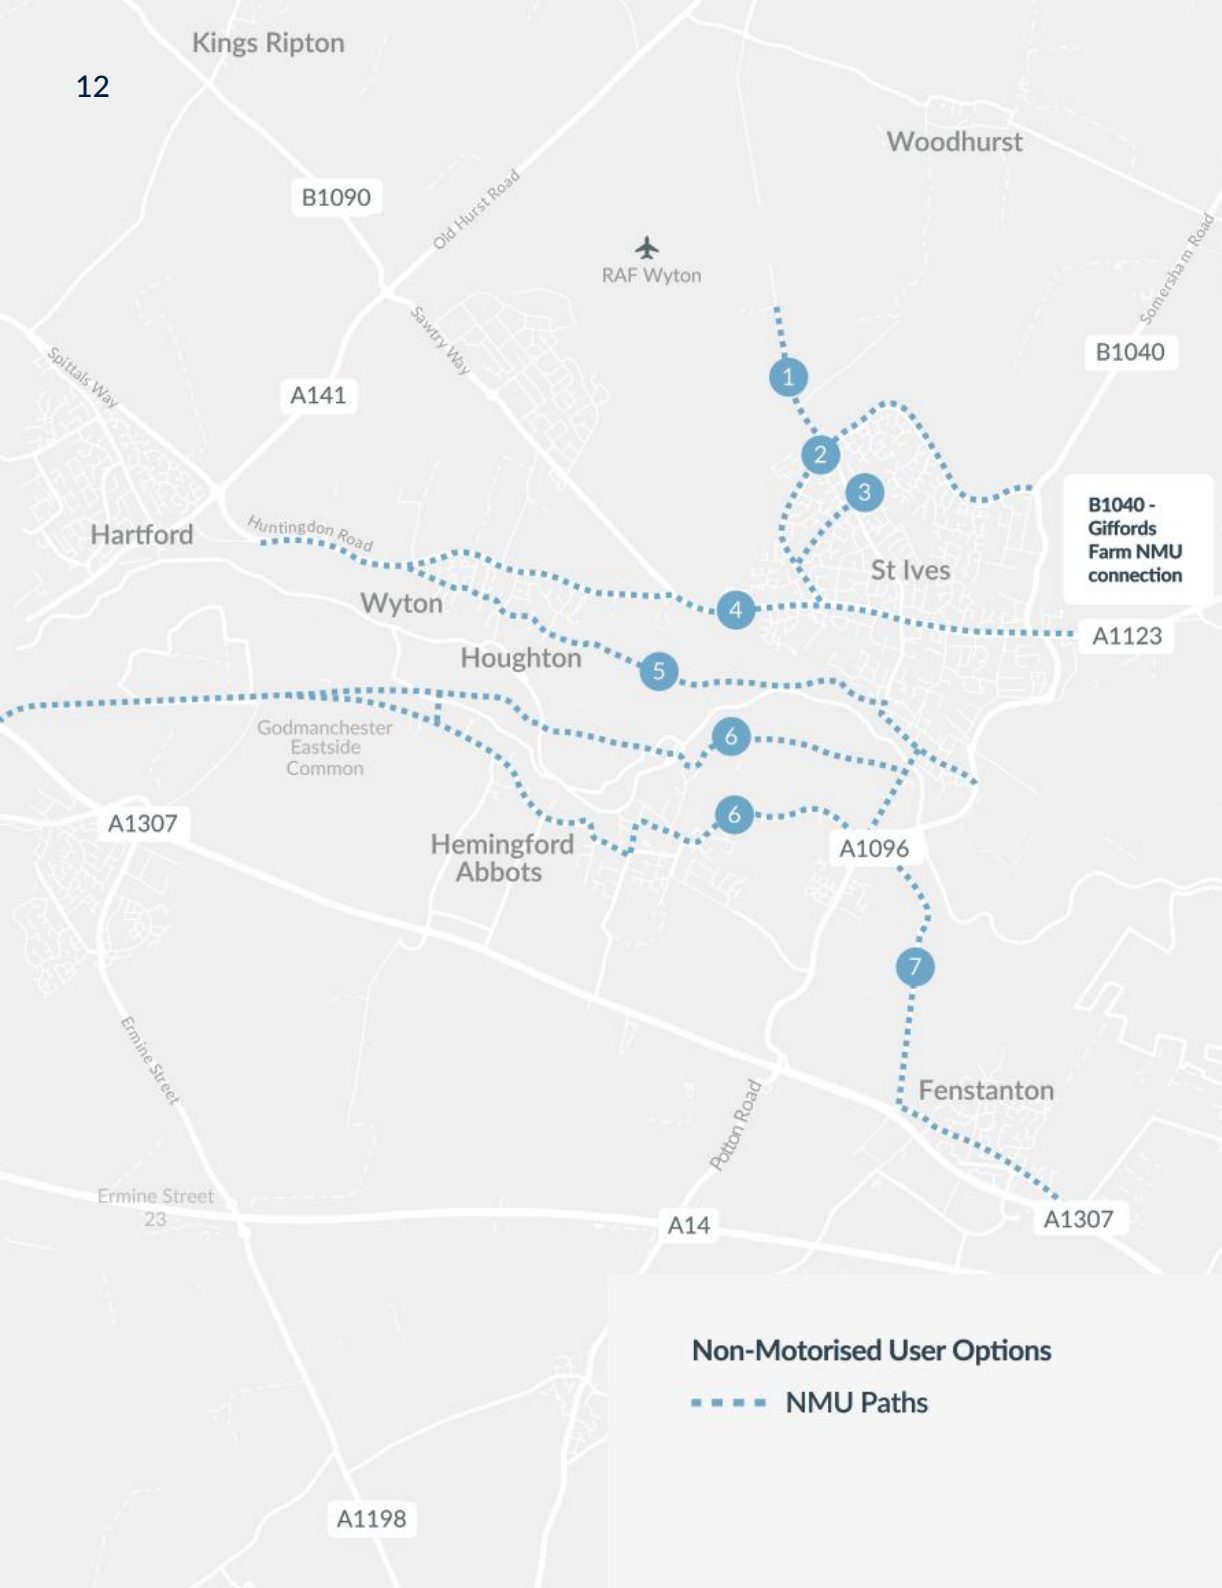 Kings Ripton
12
Woodhurst
B1090
Old Hurst Road
RAF Wyton
Somersham Road
Sawtry Way
B1040
Spittals Way
A141
1
2
3
B1040 -
Giffords
Farm NMU
connection
Hartford
Huntingdon Road
St Ives
Wyton
4
A1123
Houghton
5
Godmanchester
Eastside
Common
6
6
A1307
Hemingford
Abbots
A1096
7
Ermine Street
Fenstanton
Potton Road
Ermine Street
23
A14
A1307
Non-Motorised User Options
NMU Paths
A1198